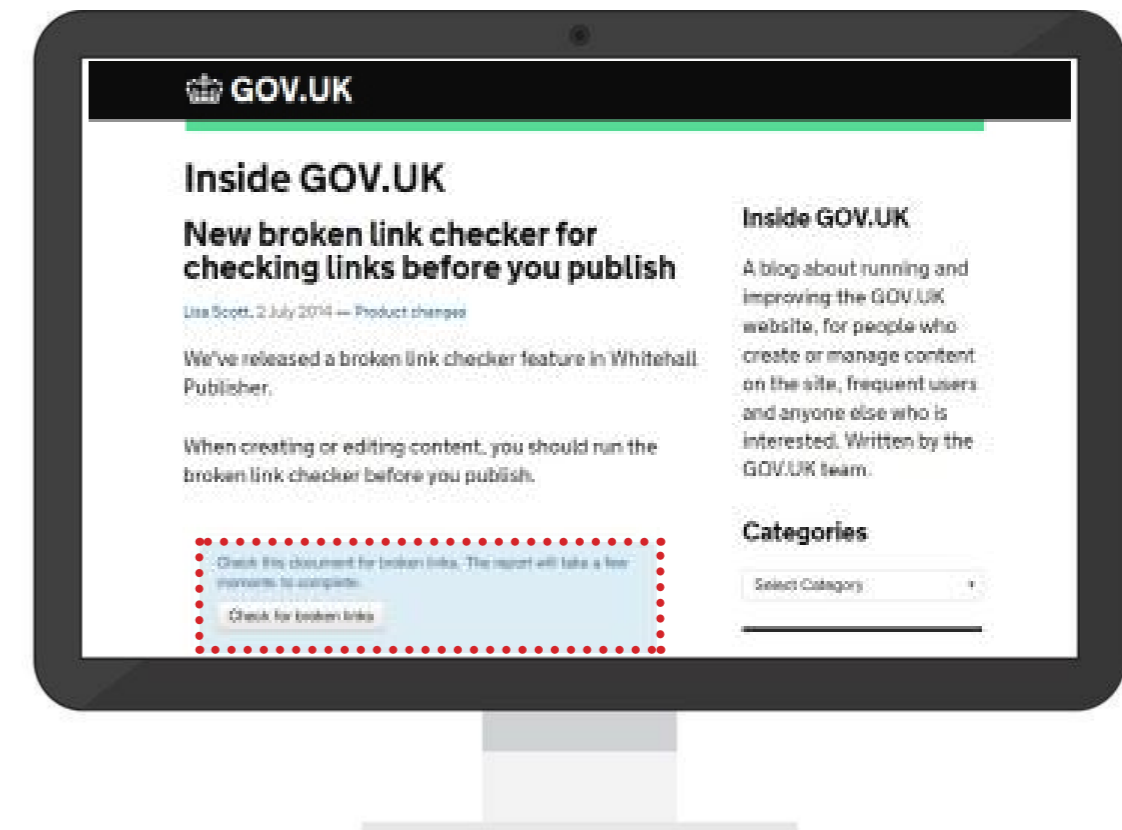 GOV.UK
Inside GOV.UK
New broken link checker for
checking links before you publish
Lisa Scott, 2 July 2014 — Product changes
We've released a broken link checker feature in Whitehall
Publisher.
When creating or editing content, you should run the
broken link checker before you publish.
Check this document for broken links. The report will take a few
moments to complete.
Check for broken links
Inside GOV.UK
A blog about running and
improving the GOV.UK
website, for people who
create or manage content
on the site, frequent users
and anyone else who is
interested. Written by the
GOV.UK team.
Categories
Select Category